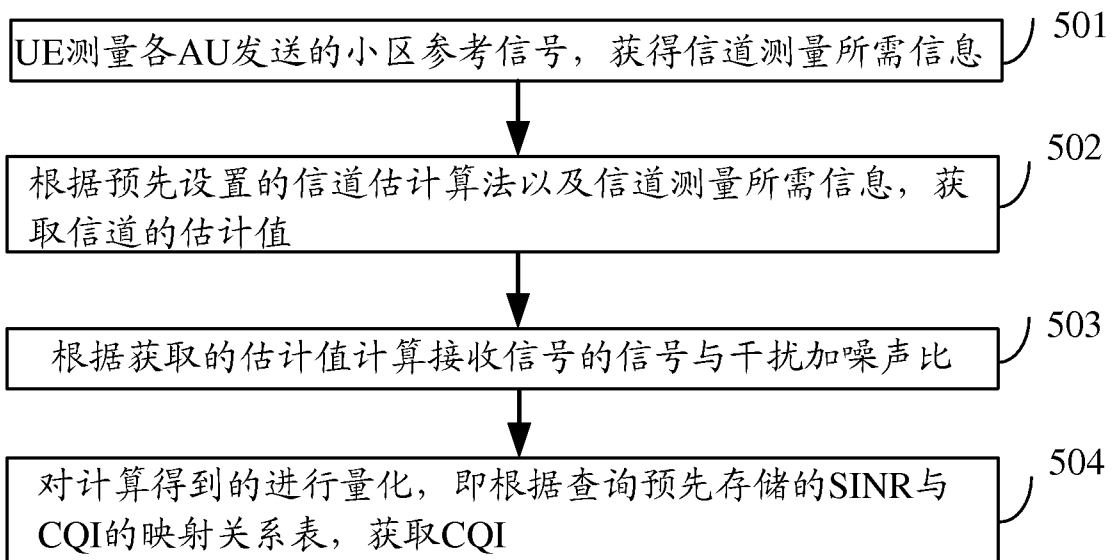 UE测量各AU发送的小区参考信号，获得信道测量所需信息
501
根据预先设置的信道估计算法以及信道测量所需信息，获
取信道的估计值
502
根据获取的估计值计算接收信号的信号与干扰加噪声比
503
对计算得到的进行量化，即根据查询预先存储的SINR与
CQI的映射关系表，获取CQI
504